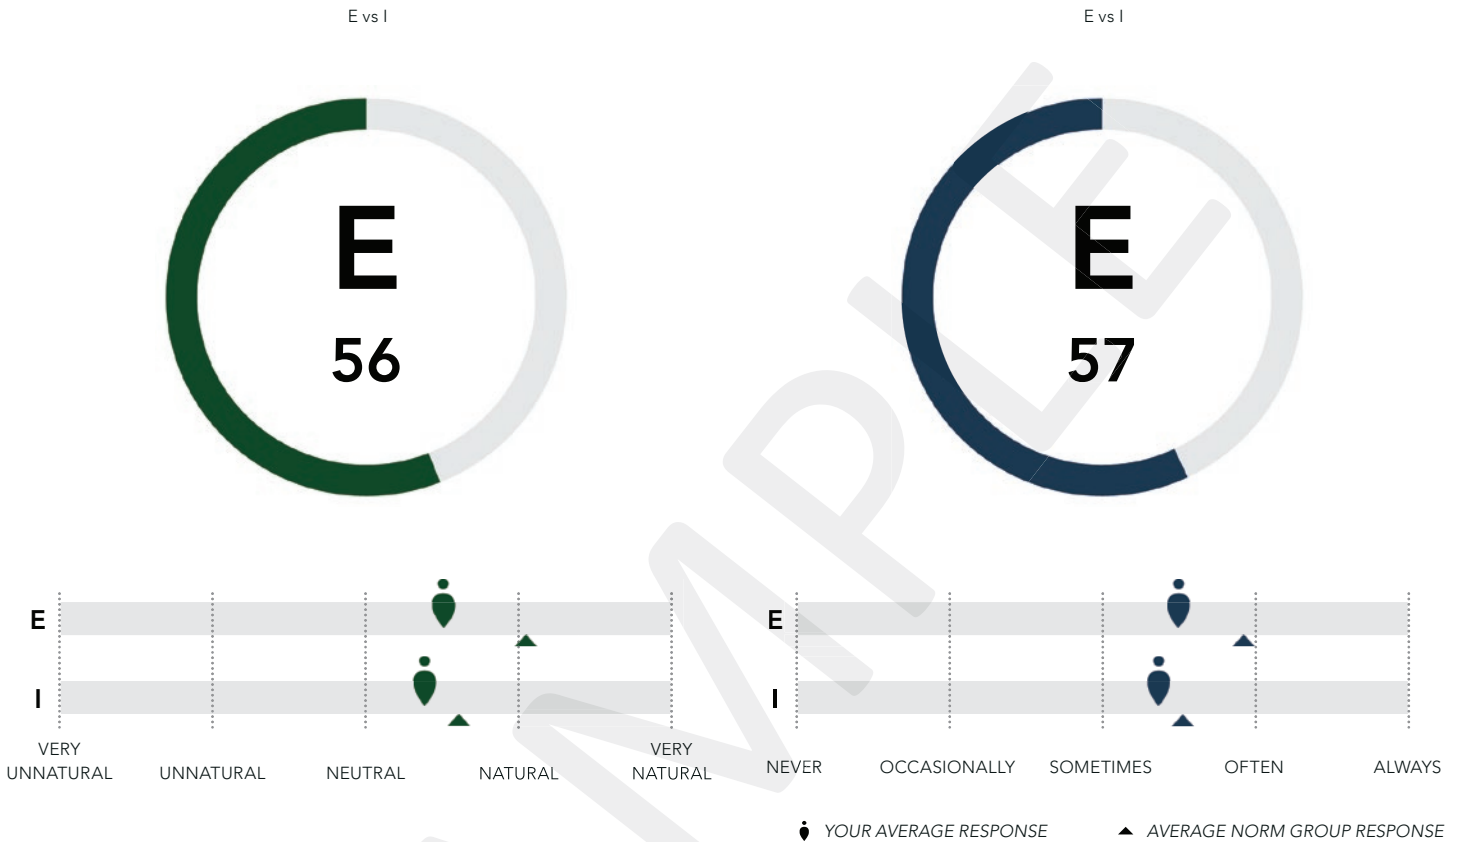 E vs I
E vs I
E
56
E
57
E
I
VERY UNNATURAL
UNNATURAL
NEUTRAL
NATURAL
VERY NATURAL
E
I
NEVER
OCCASIONALLY
SOMETIMES
OFTEN
ALWAYS
YOUR AVERAGE RESPONSE
AVERAGE NORM GROUP RESPONSE
MPLE